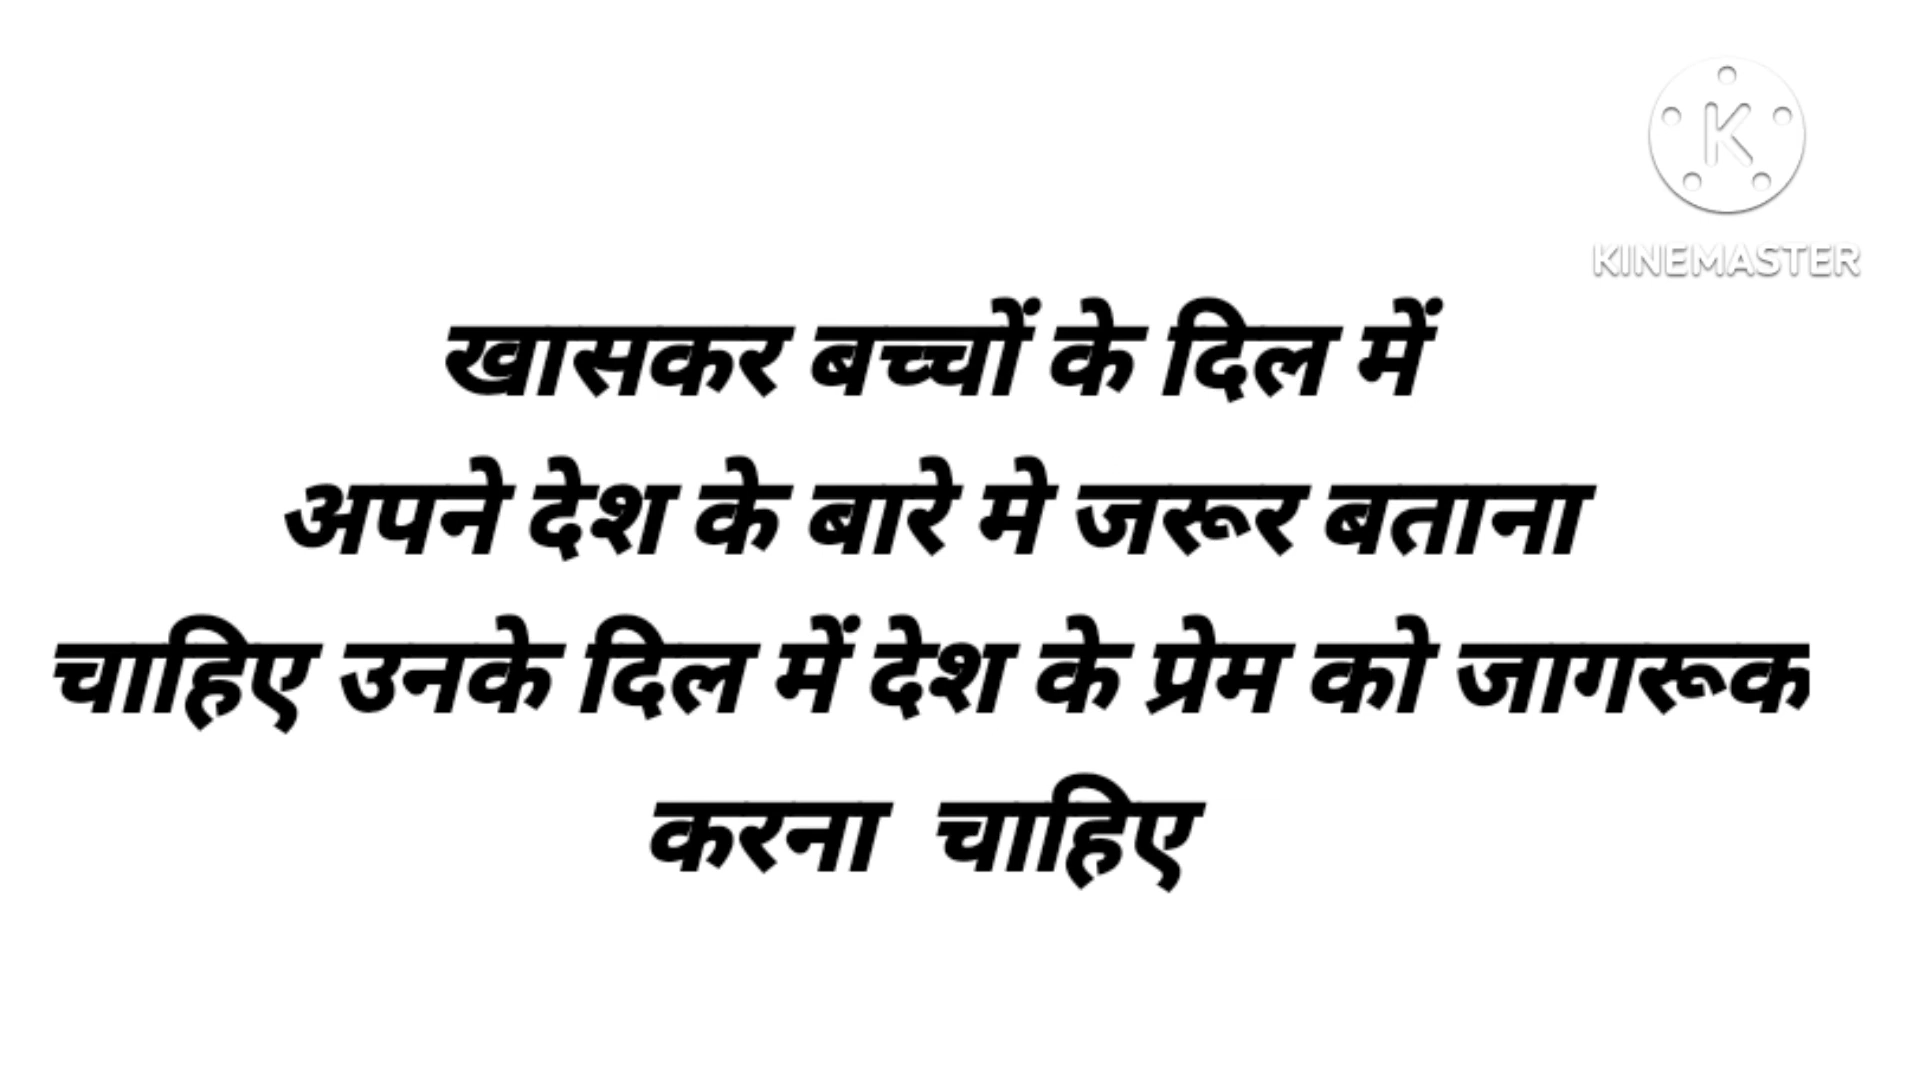 KINEMASTER
खासकर बच्चों के दिल में
अपने देश के बारे मे जरूर बताना
चाहिए उनके दिल में देश के प्रेम को जागरूक
करना  चाहिए